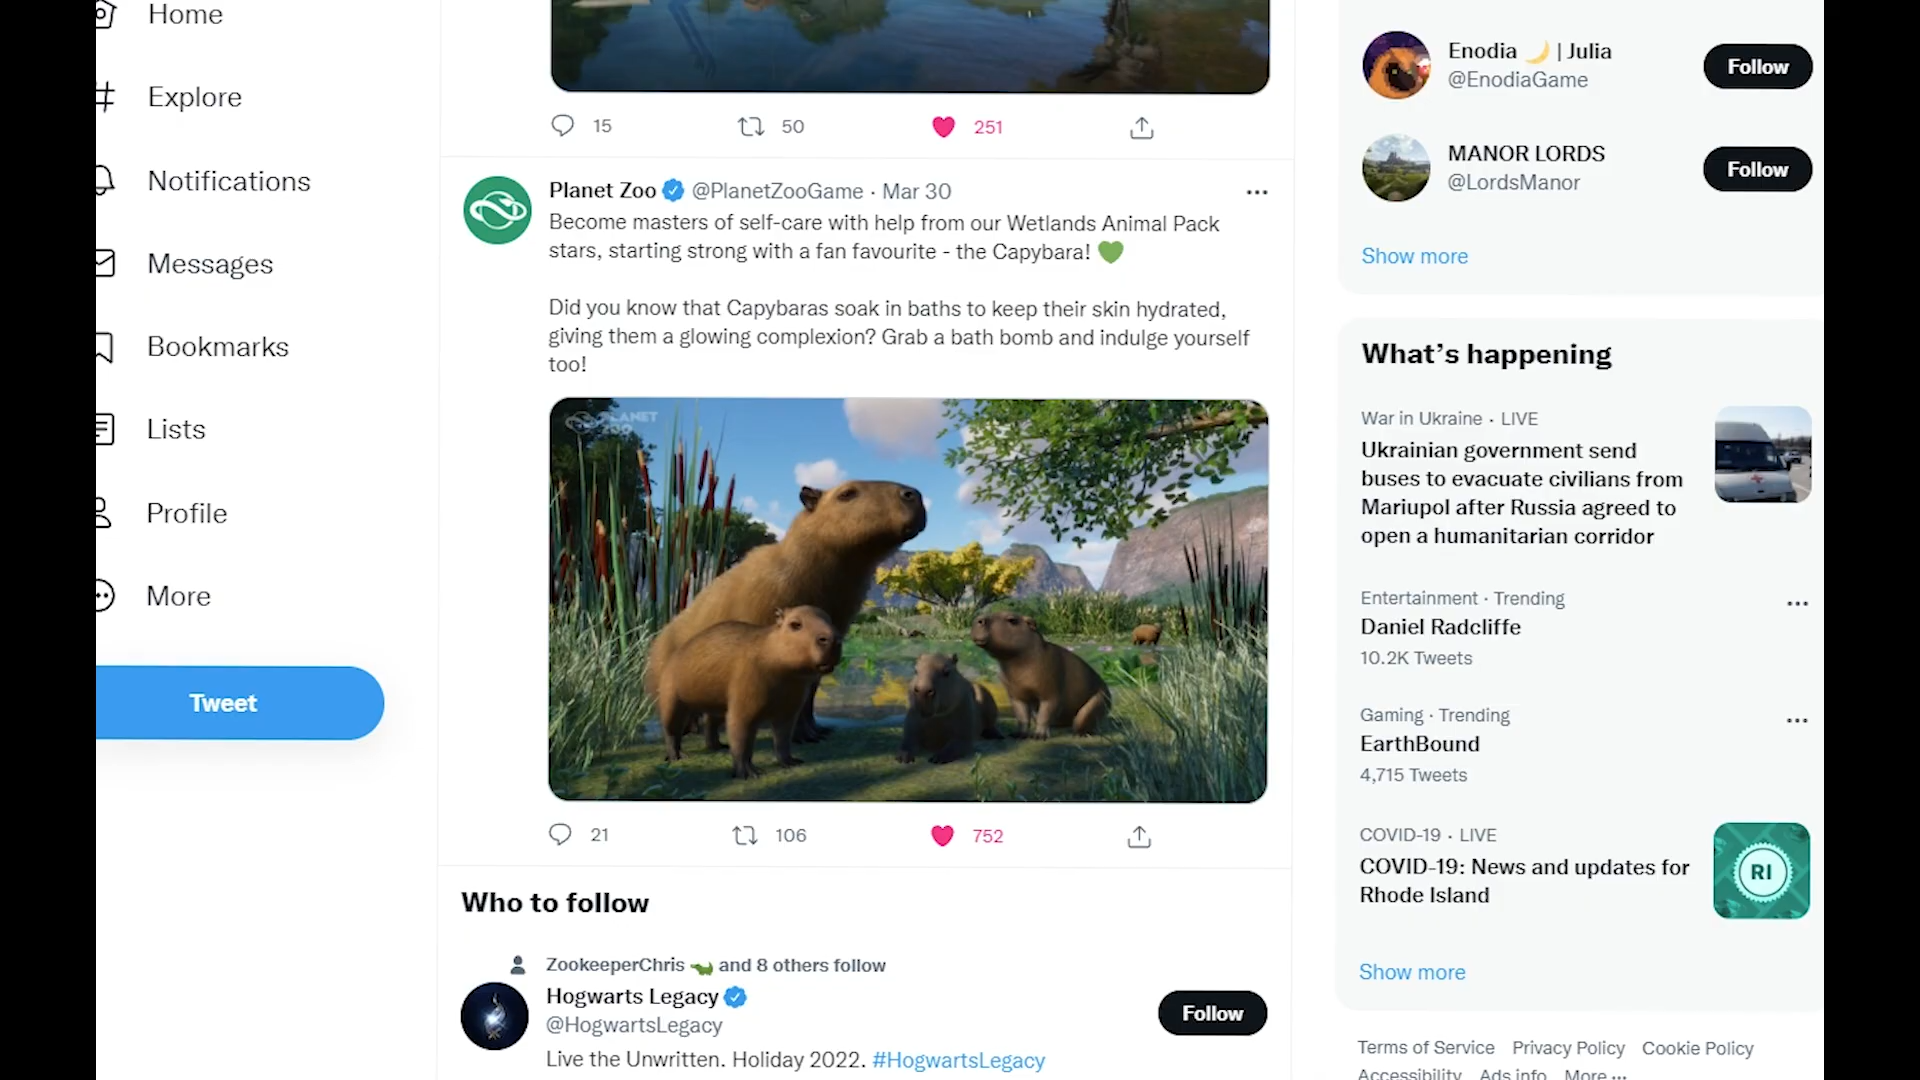 Home
Explore
Notifications
Messages
Bookmarks
Lists
Profile
More
Tweet
15 50 251
Planet Zoo @PlanetZooGame · Mar 30
Become masters of self-care with help from our Wetlands Animal Pack
stars, starting strong with a fan favourite - the Capybara! 💚
Did you know that Capybaras soak in baths to keep their skin hydrated,
giving them a glowing complexion? Grab a bath bomb and indulge yourself
too!
PLANET
ZOO
21 106 752
Who to follow
ZookeeperChris 🐊 and 8 others follow
Hogwarts Legacy
@HogwartsLegacy
Follow
Live the Unwritten. Holiday 2022. #HogwartsLegacy
Enodia 🌙 | Julia
@EnodiaGame
Follow
MANOR LORDS
@LordsManor
Follow
Show more
What's happening
War in Ukraine · LIVE
Ukrainian government send
buses to evacuate civilians from
Mariupol after Russia agreed to
open a humanitarian corridor
Entertainment · Trending
Daniel Radcliffe
10.2K Tweets
Gaming · Trending
EarthBound
4,715 Tweets
COVID-19 · LIVE
COVID-19: News and updates for
Rhode Island
RI
Show more
Terms of Service Privacy Policy Cookie Policy
Accessibility Ads info More ...